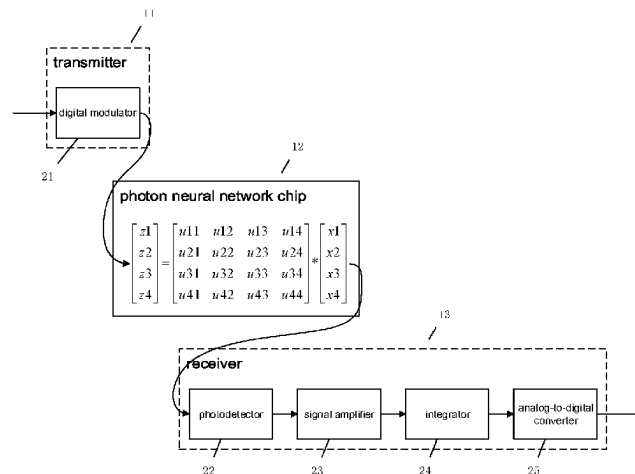 11
transmitter
digital modulator
21
12
photon neural network chip
[z1] [u11 u12 u13 u14] [x1]
[z2] = [u21 u22 u23 u24] * [x2]
[z3] [u31 u32 u33 u34] [x3]
[z4] [u41 u42 u43 u44] [x4]
13
receiver
photodetector
signal amplifier
integrator
analog-to-digital
converter
22
23
24
25